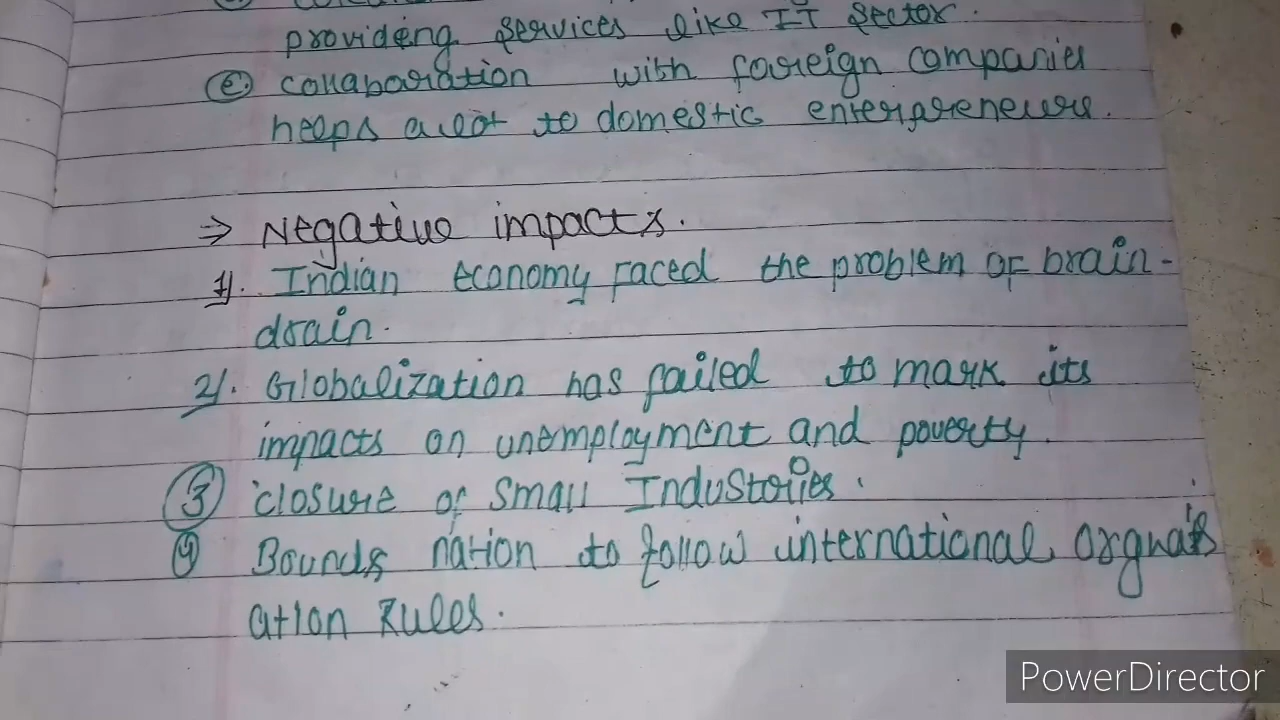 providing services like IT sector.
(e) collaboration with foreign companies
helps a lot to domestic enterpreneurs.
⇒ Negative impacts.
1). Indian economy faced the problem of brain-
drain.
2). Globalization has failed to mark its
impacts on unemployment and poverty.
(3) closure of small Industries.
(4) Bounds nation to follow international orgnais
ation Rules.
PowerDirector